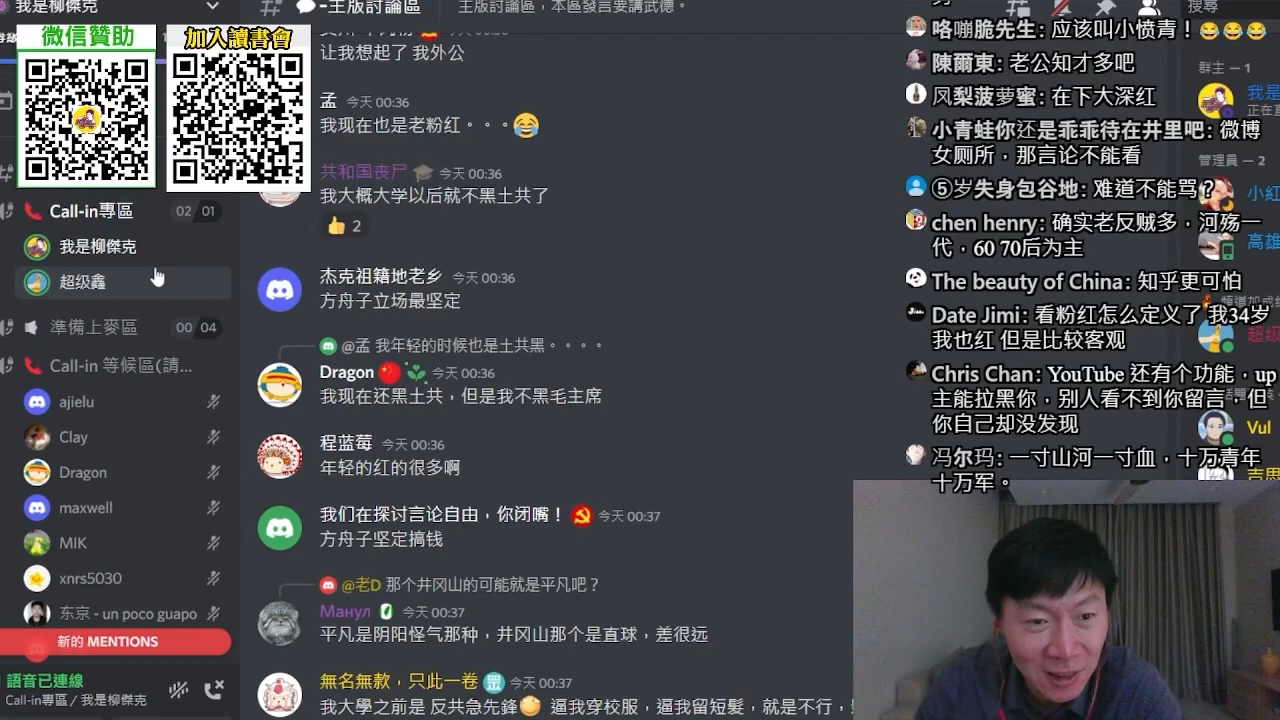 我是柳傑克
微信贊助
加入讀書會
Call-in專區
02 01
我是柳傑克
超级鑫
準備上麥區
00 04
Call-in 等候區(請...
ajielu
Clay
Dragon
maxwell
MIK
xnrs5030
东京 - un poco guapo
新的 MENTIONS
語音已連線
Call-in專區 / 我是柳傑克
-主版討論區
主版討論區，本區發言要講武德。
让我想起了 我外公
孟 今天 00:36
我现在也是老粉红。。。😂
共和国丧尸 🎓 今天 00:36
我大概大学以后就不黑土共了
👍 2
杰克祖籍地老乡 今天 00:36
方舟子立场最坚定
@孟 我年轻的时候也是土共黑。。。。
Dragon 今天 00:36
我现在还黑土共，但是我不黑毛主席
程蓝莓 今天 00:36
年轻的红的很多啊
我们在探讨言论自由，你闭嘴！ 今天 00:37
方舟子坚定搞钱
@老D 那个井冈山的可能就是平凡吧？
Манул 今天 00:37
平凡是阴阳怪气那种，井冈山那个是直球，差很远
無名無款，只此一卷 今天 00:37
我大學之前是 反共急先鋒 逼我穿校服，逼我留短髮，就是不行，
搜尋
咯嘣脆先生: 应该叫小愤青！😂😂😂
陳爾東: 老公知才多吧
凤梨菠萝蜜: 在下大深红
小青蛙你还是乖乖待在井里吧: 微博
女厕所，那言论不能看
⑤岁失身包谷地: 难道不能骂？
chen henry: 确实老反贼多，河殇一
代，60 70后为主
The beauty of China: 知乎更可怕
Date Jimi: 看粉红怎么定义了 我34岁
我也红 但是比较客观
Chris Chan: YouTube 还有个功能，up
主能拉黑你，别人看不到你留言，但
你自己却没发现
冯尔玛: 一寸山河一寸血，十万青年
十万军。
群主 — 1
我是
管理員 — 2
小紅
高雄
超級
Vul